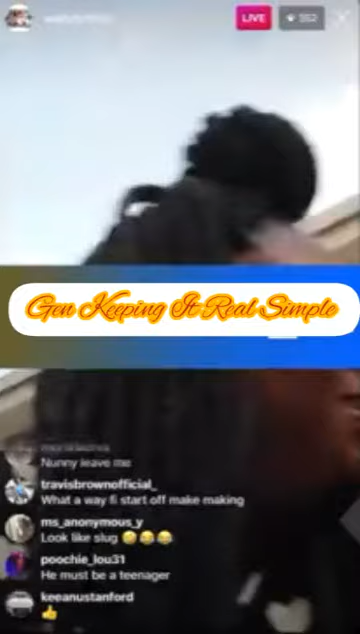 LIVE
Gen Keeping It Real Simple
Nunny leave me
travisbrownofficial_
What a way fi start off make making
ms_anonymous_y
Look like slug 🤣😂😂
poochie_lou31
He must be a teenager
keeanustanford
👍